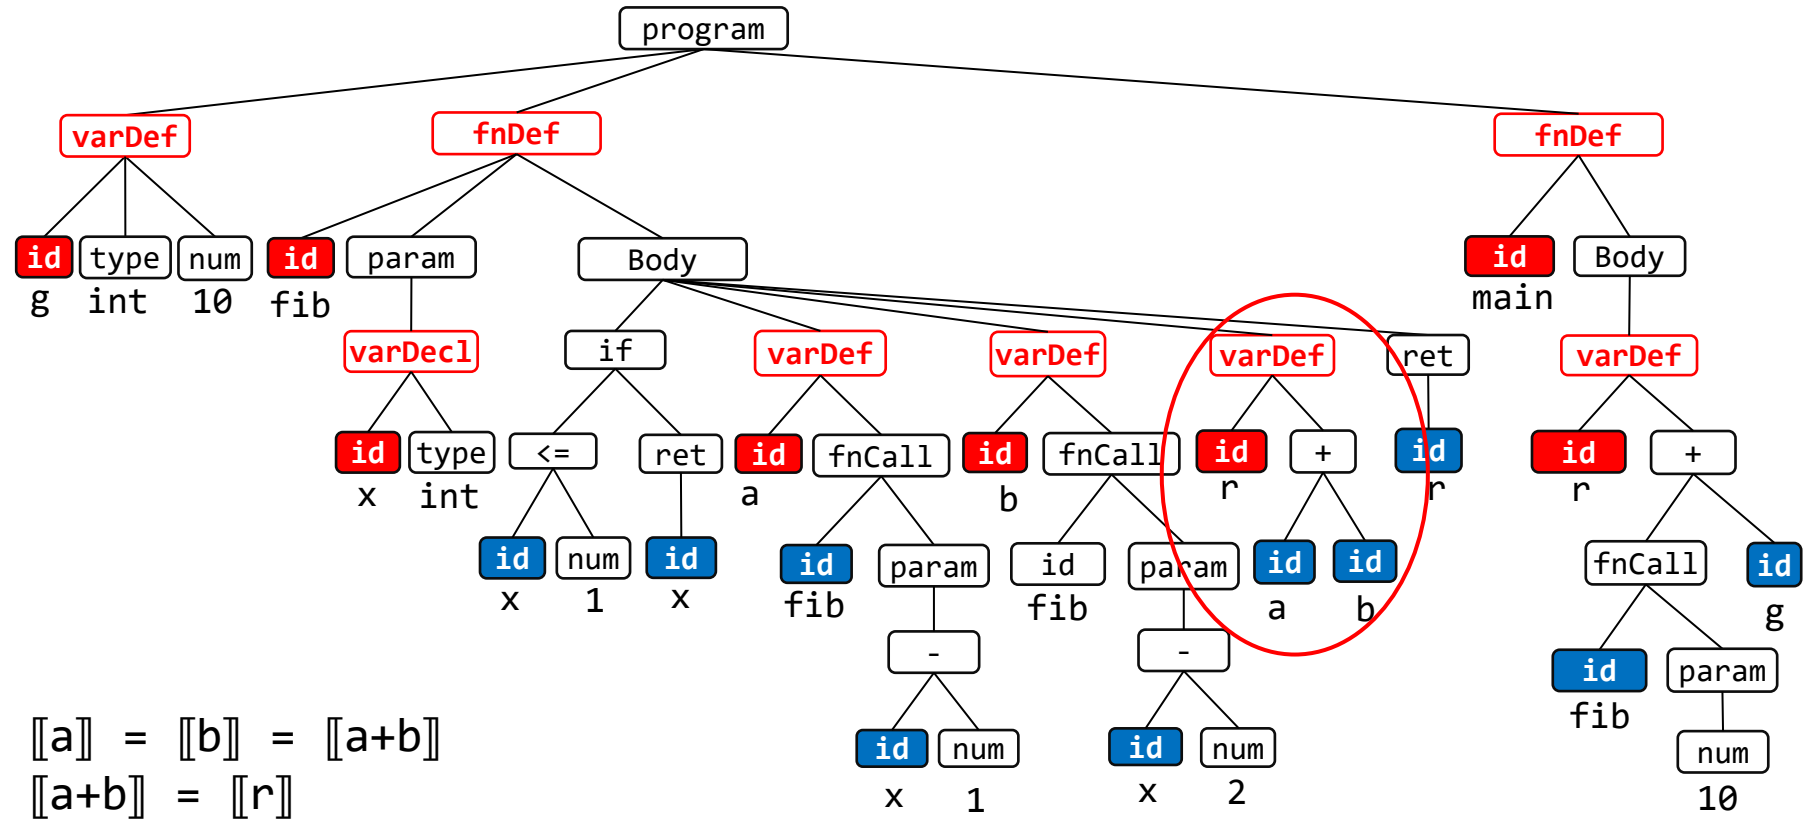 program
varDef fnDef fnDef
id type num id param Body id Body
g int 10 fib main
varDecl if varDef varDef varDef ret varDef
id type <= ret id fnCall id fnCall id + id id +
x int a b r r r
id num id id param id param id id fnCall id
x 1 x fib fib a b g
- - id param
fib
id num id num num
x 1 x 2 10
⟦a⟧ = ⟦b⟧ = ⟦a+b⟧
⟦a+b⟧ = ⟦r⟧